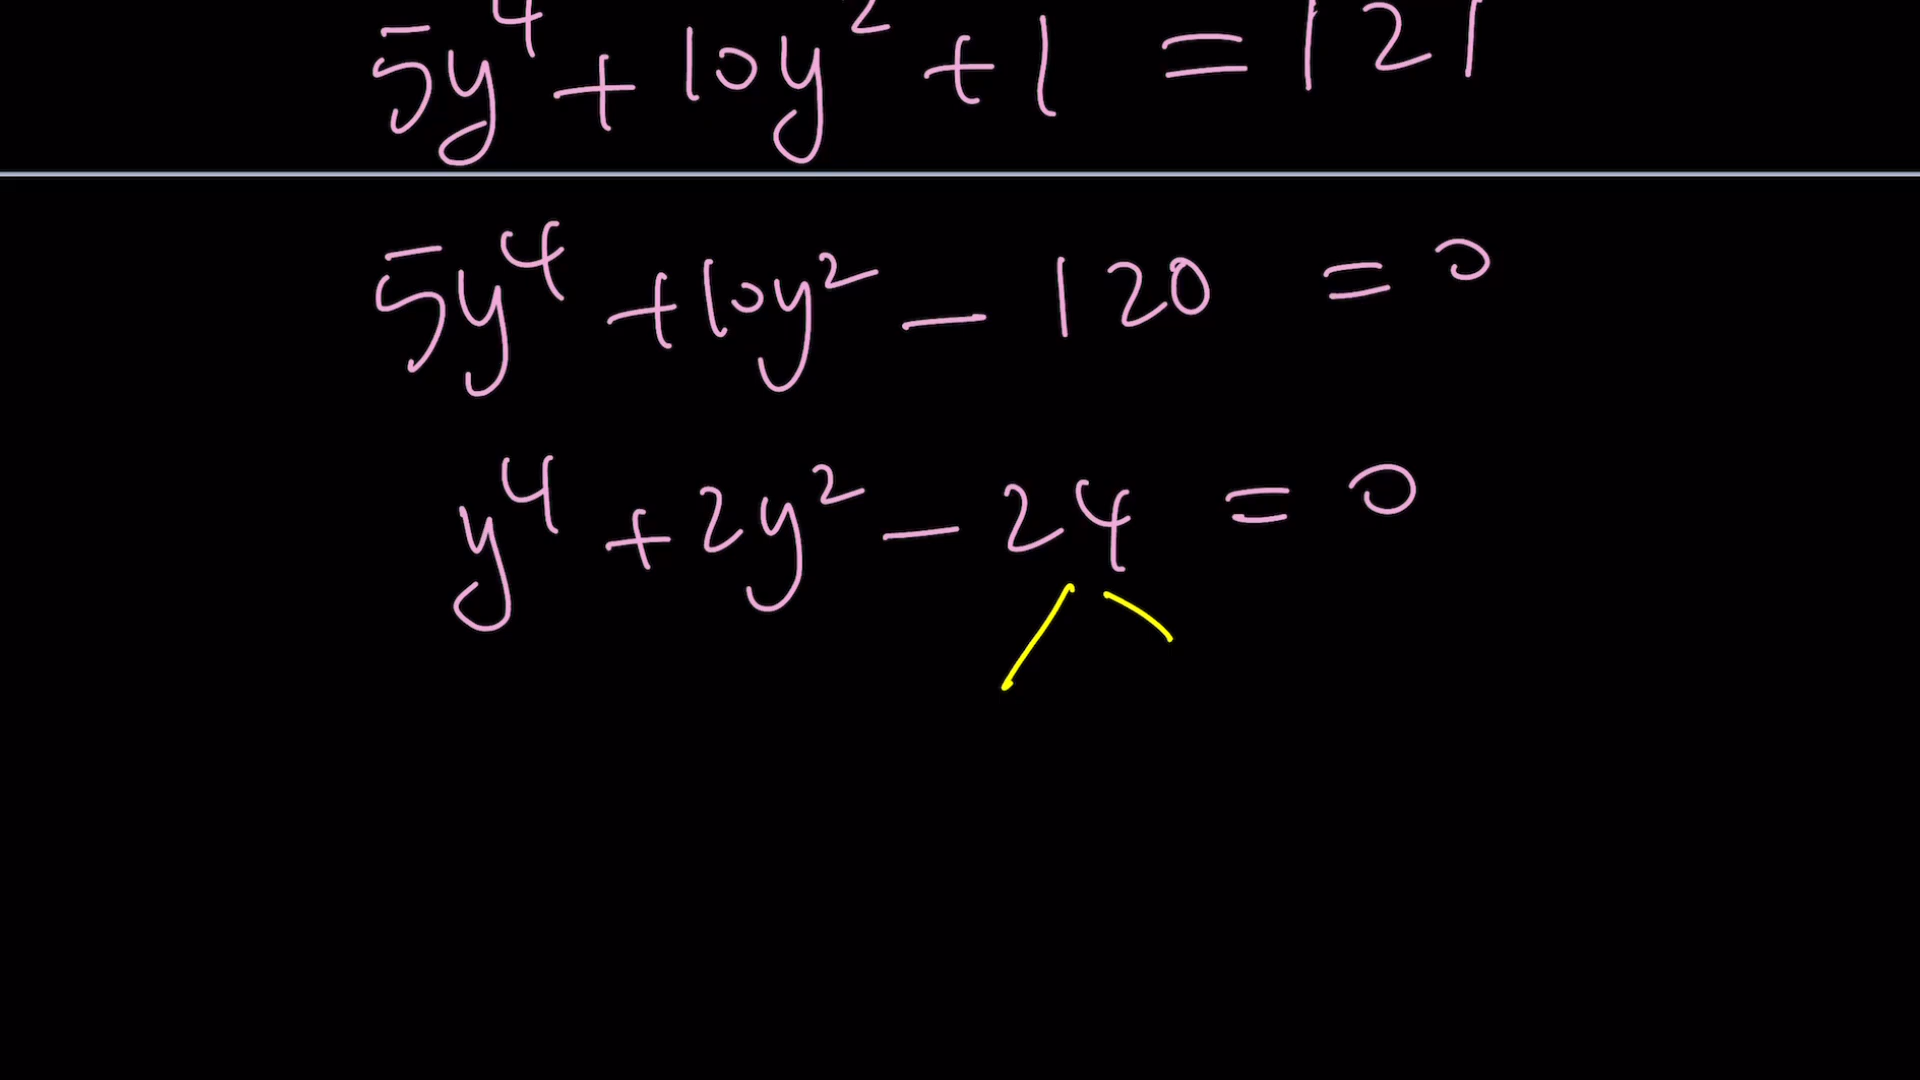 5y⁴ + 10y² + 1 = 121
5y⁴ + 10y² − 120 = 0
y⁴ + 2y² − 24 = 0